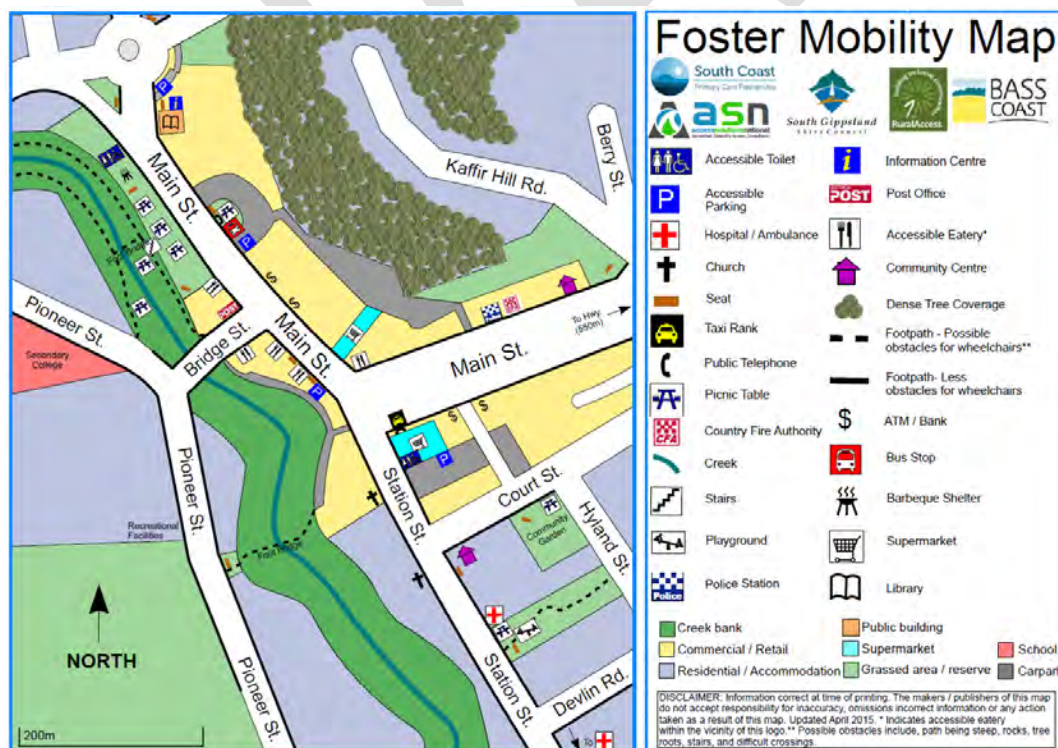 Foster Mobility Map
South Coast
Primary Care Partnership
asn
South Gippsland
Shire Council
RuralAccess
BASS
COAST
Accessible Toilet
Information Centre
P
Accessible
Parking
POST
Post Office
Hospital / Ambulance
Accessible Eatery*
Church
Community Centre
Seat
Dense Tree Coverage
Taxi Rank
Footpath - Possible
obstacles for wheelchairs**
Public Telephone
Footpath- Less
obstacles for wheelchairs
Picnic Table
$
ATM / Bank
CFA
Country Fire Authority
Bus Stop
Creek
Barbeque Shelter
Stairs
Supermarket
Playground
Library
Police
Police Station
Creek bank
Public building
Commercial / Retail
Supermarket
School
Residential / Accommodation
Grassed area / reserve
Carpark
DISCLAIMER: Information correct at time of printing. The makers / publishers of this map
do not accept responsibility for inaccuracy, omissions incorrect information or any action
taken as a result of this map. Updated April 2015. * Indicates accessible eatery
within the vicinity of this logo.** Possible obstacles include, path being steep, rocks, tree
roots, stairs, and difficult crossings.
Main St.
Kaffir Hill Rd.
Berry St.
Pioneer St.
Secondary
College
Bridge St.
POST
Main St.
To Hwy.
(550m)
Main St.
Pioneer St.
Recreational
Facilities
Foot Bridge
Station St.
Court St.
Community
Garden
Hyland St.
NORTH
Pioneer St.
Station St.
Devlin Rd.
To
200m